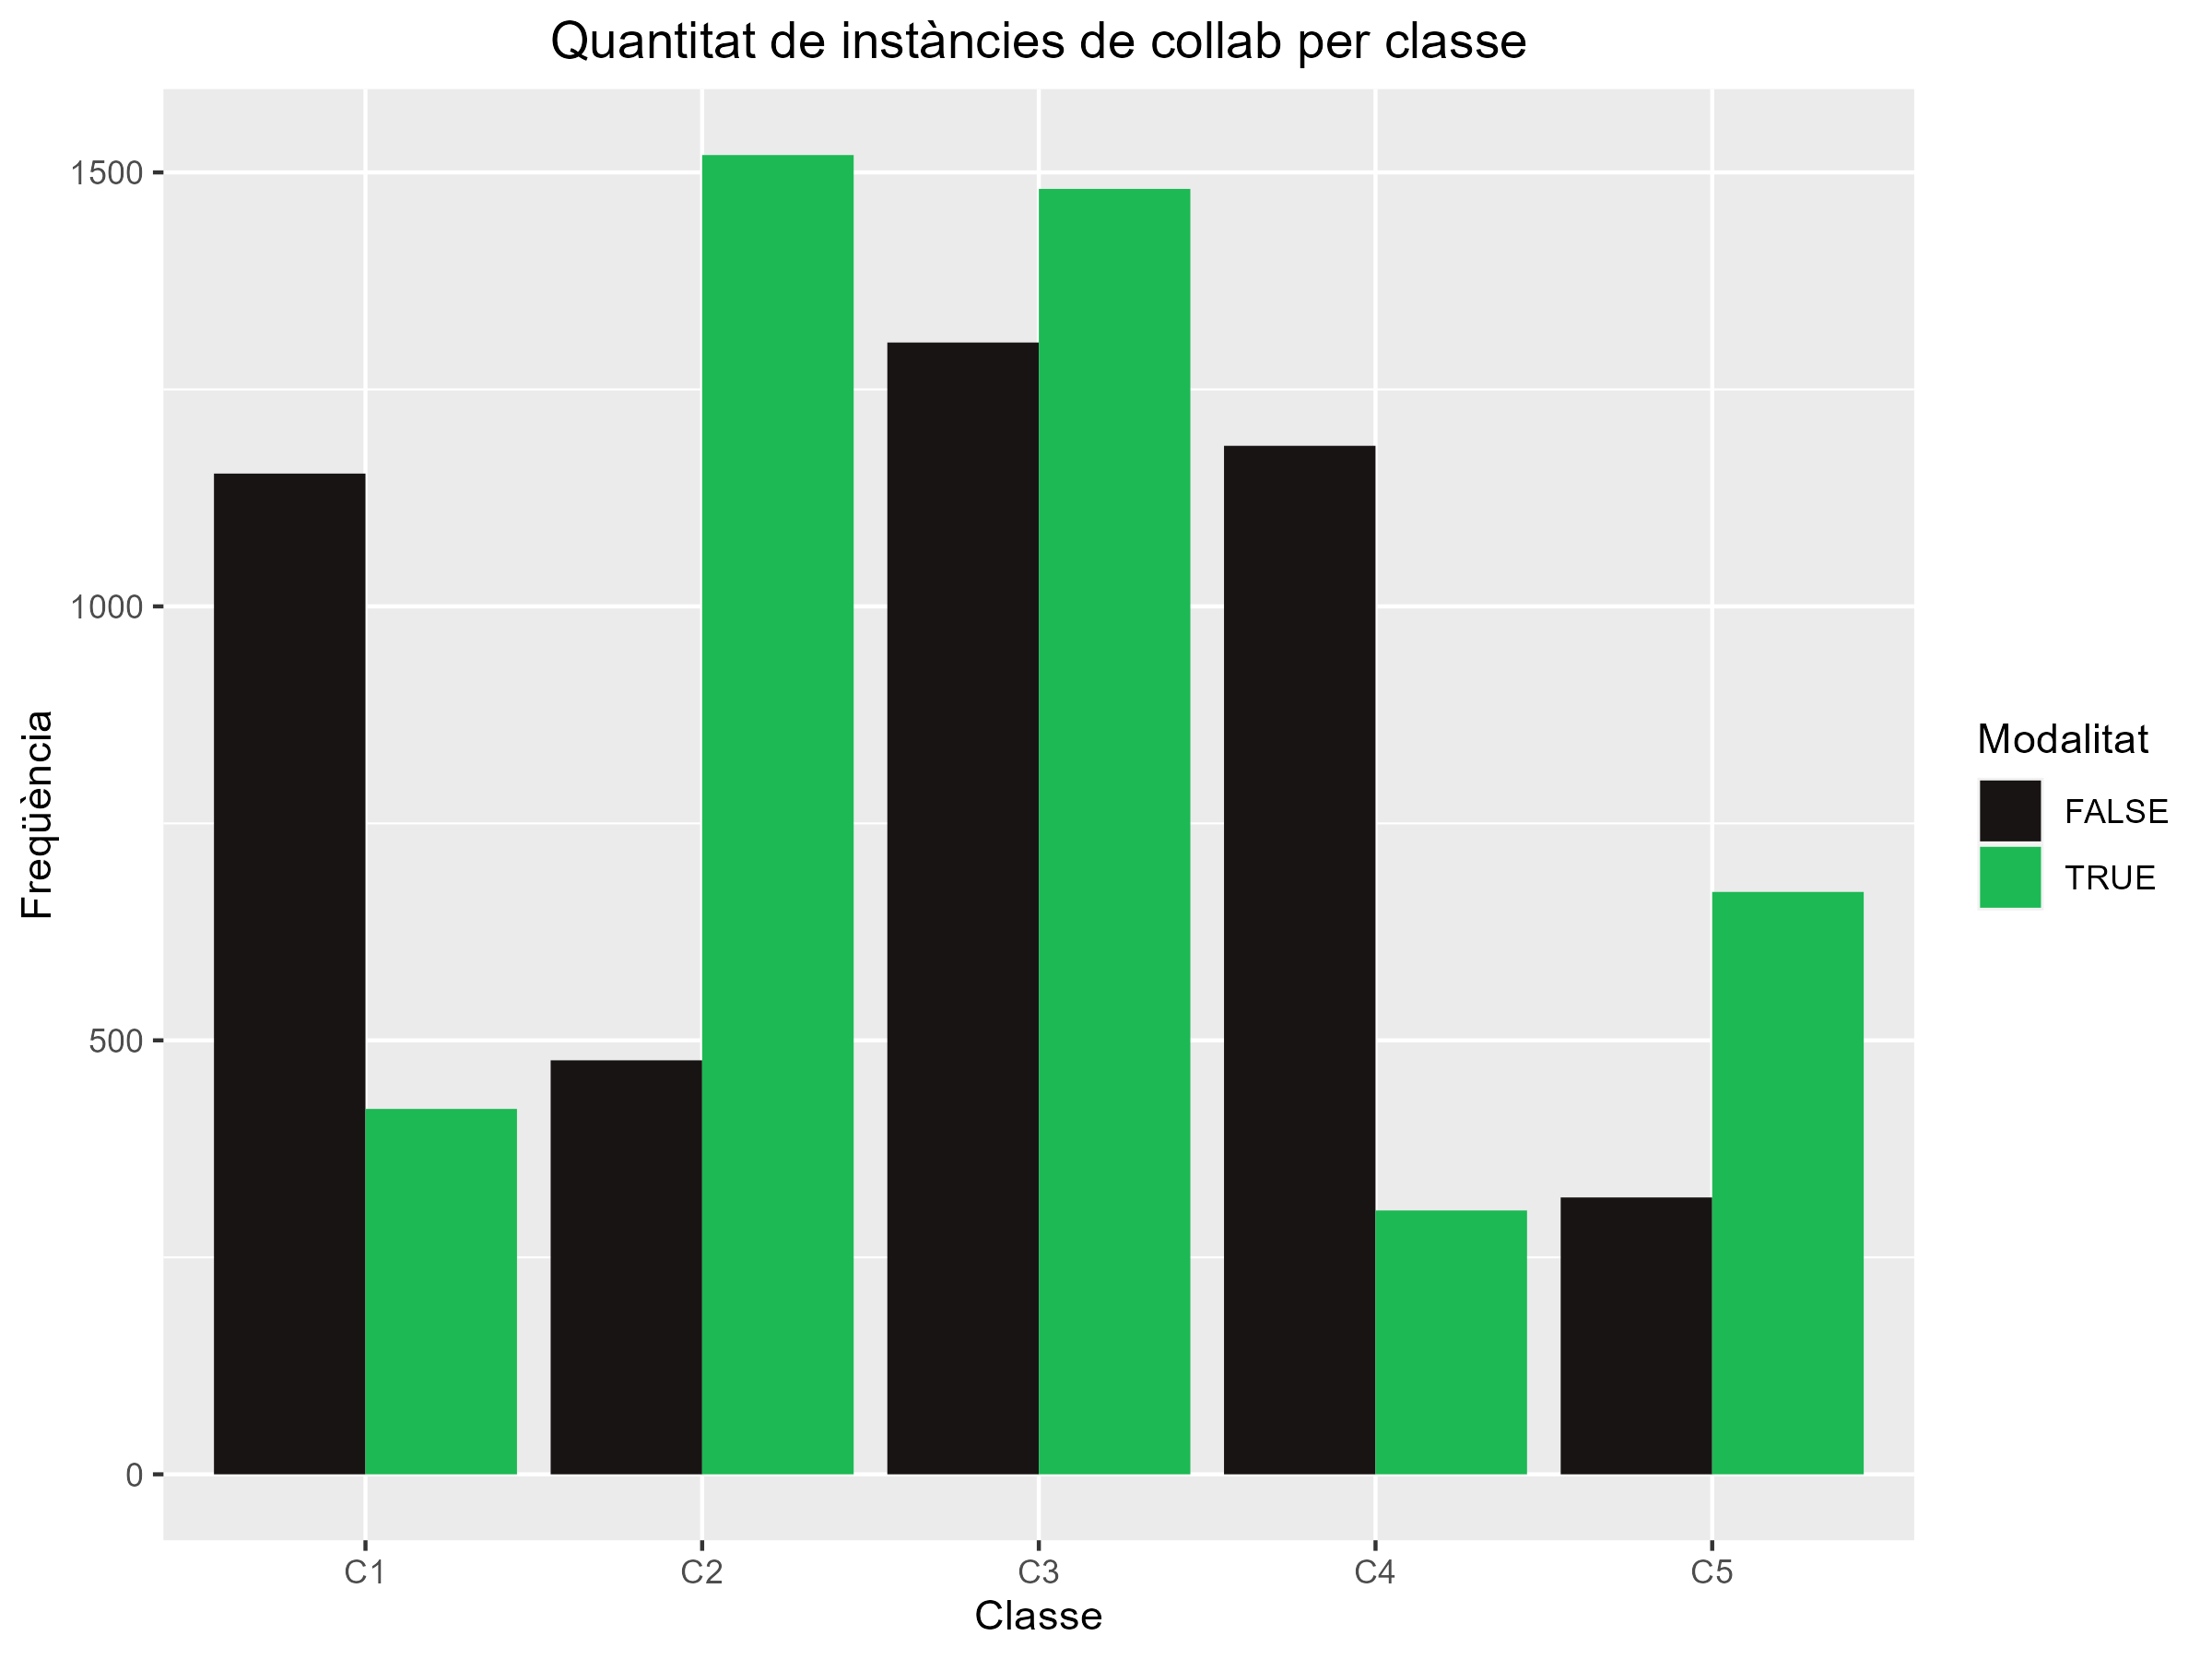 Quantitat de instàncies de collab per classe
Freqüència
1500
1000
500
0
C1 C2 C3 C4 C5
Classe
Modalitat
FALSE
TRUE